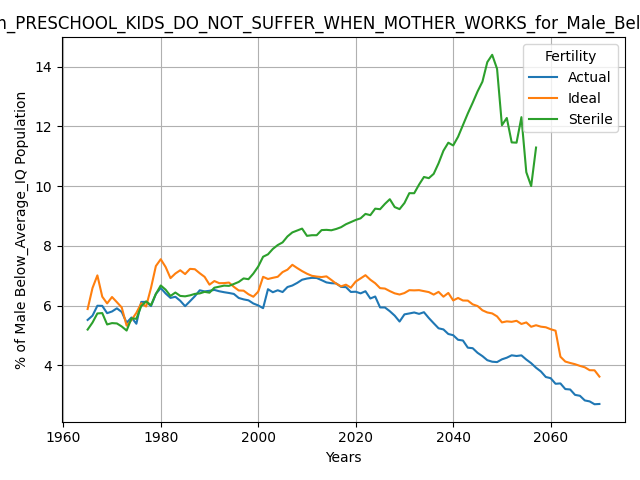 PRESCHOOL_KIDS_DO_NOT_SUFFER_WHEN_MOTHER_WORKS_for_Male_Bel
Fertility
Actual
Ideal
Sterile
14
12
10
8
6
4
% of Male Below_Average_IQ Population
1960
1980
2000
2020
2040
2060
Years